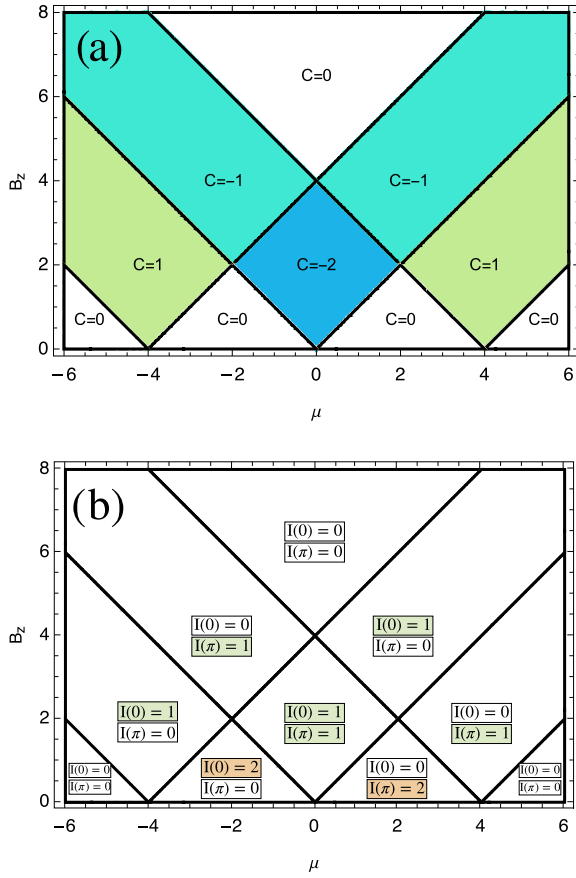 (a)
8
6
4
2
0
B_z
C=0
C=−1
C=−1
C=1
C=−2
C=1
C=0
C=0
C=0
C=0
−6
−4
−2
0
2
4
6
μ
(b)
8
6
4
2
0
B_z
I(0) = 0
I(π) = 0
I(0) = 0
I(π) = 1
I(0) = 1
I(π) = 0
I(0) = 1
I(π) = 0
I(0) = 1
I(π) = 1
I(0) = 0
I(π) = 1
I(0) = 0
I(π) = 0
I(0) = 2
I(π) = 0
I(0) = 0
I(π) = 2
I(0) = 0
I(π) = 0
−6
−4
−2
0
2
4
6
μ